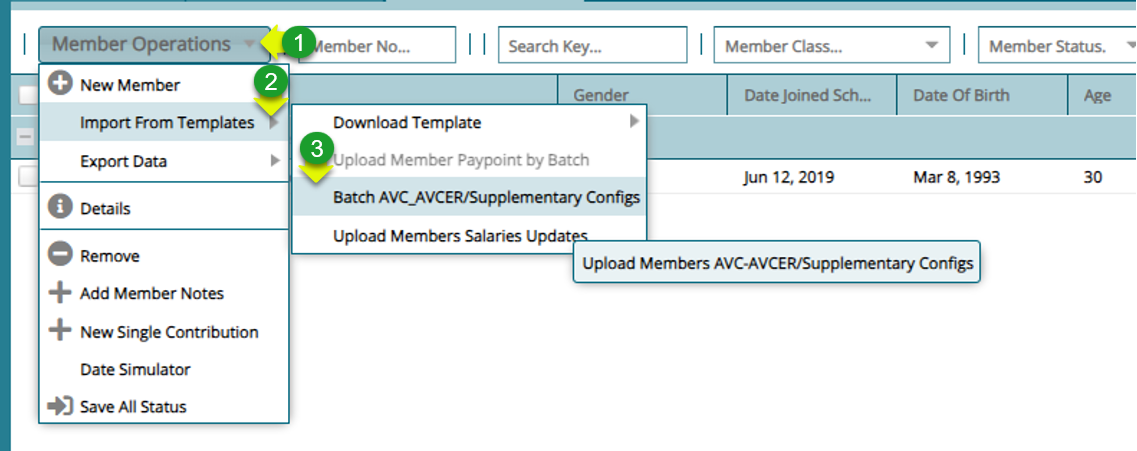 Member Operations 1 Member No... Search Key... Member Class... Member Status.
2
New Member
Gender Date Joined Sch... Date Of Birth Age
Import From Templates
Download Template
3
Export Data
Upload Member Paypoint by Batch
Jun 12, 2019 Mar 8, 1993 30
Batch AVC_AVCER/Supplementary Configs
Details
Upload Members Salaries Updates
Remove
Upload Members AVC-AVCER/Supplementary Configs
Add Member Notes
New Single Contribution
Date Simulator
Save All Status